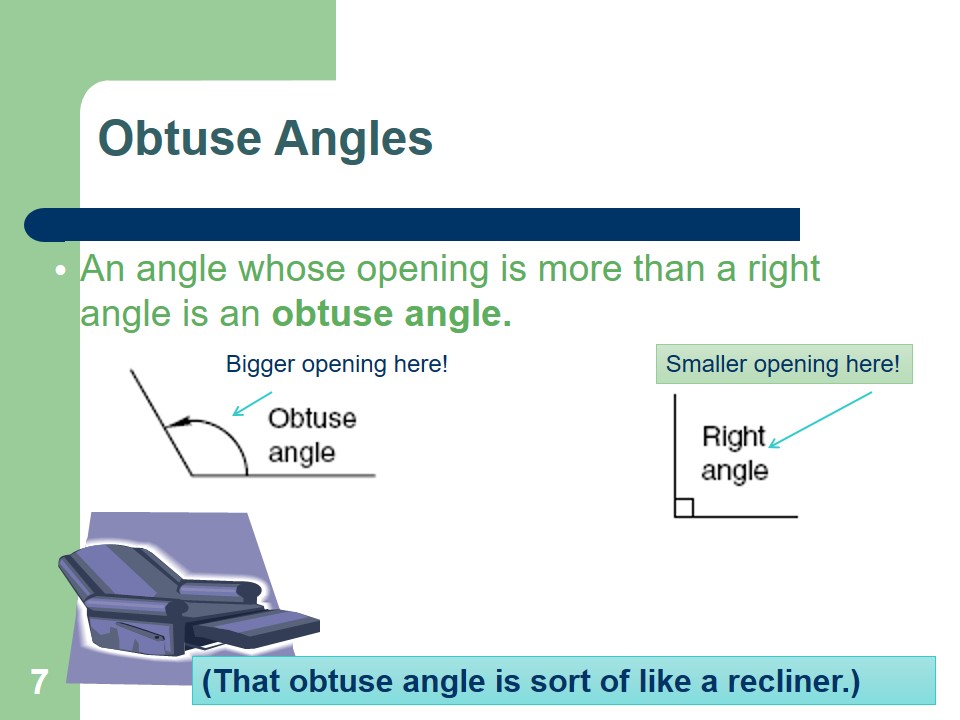 Obtuse Angles
• An angle whose opening is more than a right
angle is an obtuse angle.
Bigger opening here!
Smaller opening here!
Obtuse
angle
Right
angle
7
(That obtuse angle is sort of like a recliner.)